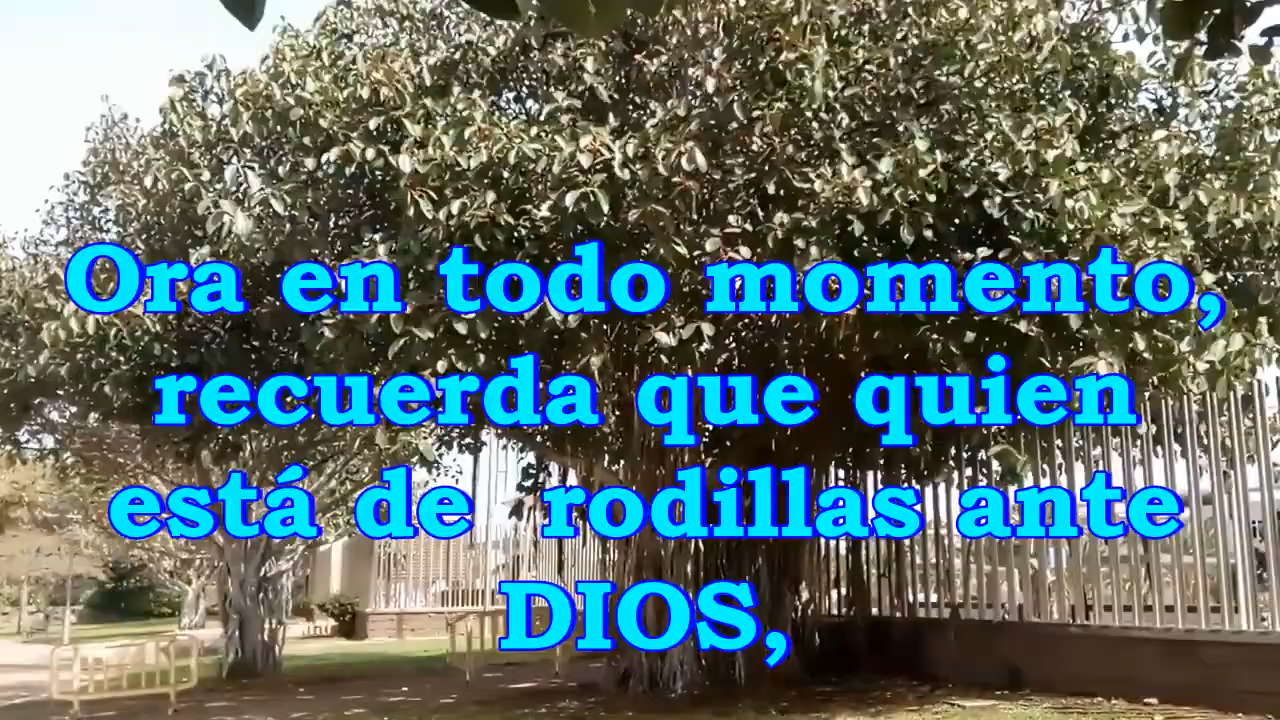 Ora en todo momento,
recuerda que quien
está de rodillas ante
DIOS,